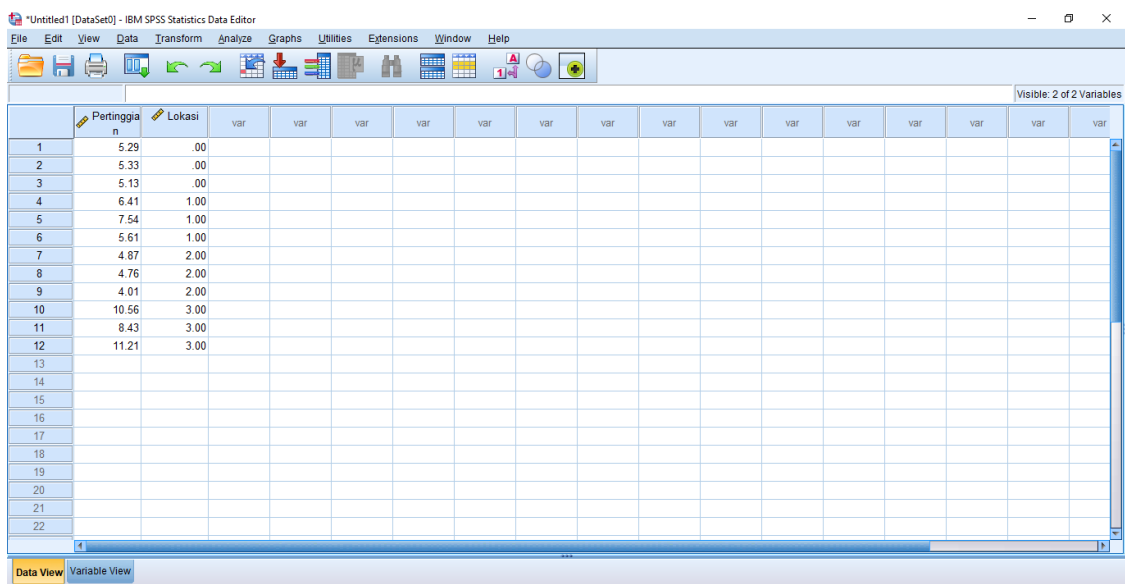 *Untitled1 [DataSet0] - IBM SPSS Statistics Data Editor
File Edit View Data Transform Analyze Graphs Utilities Extensions Window Help
Visible: 2 of 2 Variables
Pertinggian Lokasi var var var var var var var var var var var var var var var
1 5.29 .00
2 5.33 .00
3 5.13 .00
4 6.41 1.00
5 7.54 1.00
6 5.61 1.00
7 4.87 2.00
8 4.76 2.00
9 4.01 2.00
10 10.56 3.00
11 8.43 3.00
12 11.21 3.00
13
14
15
16
17
18
19
20
21
22
Data View Variable View